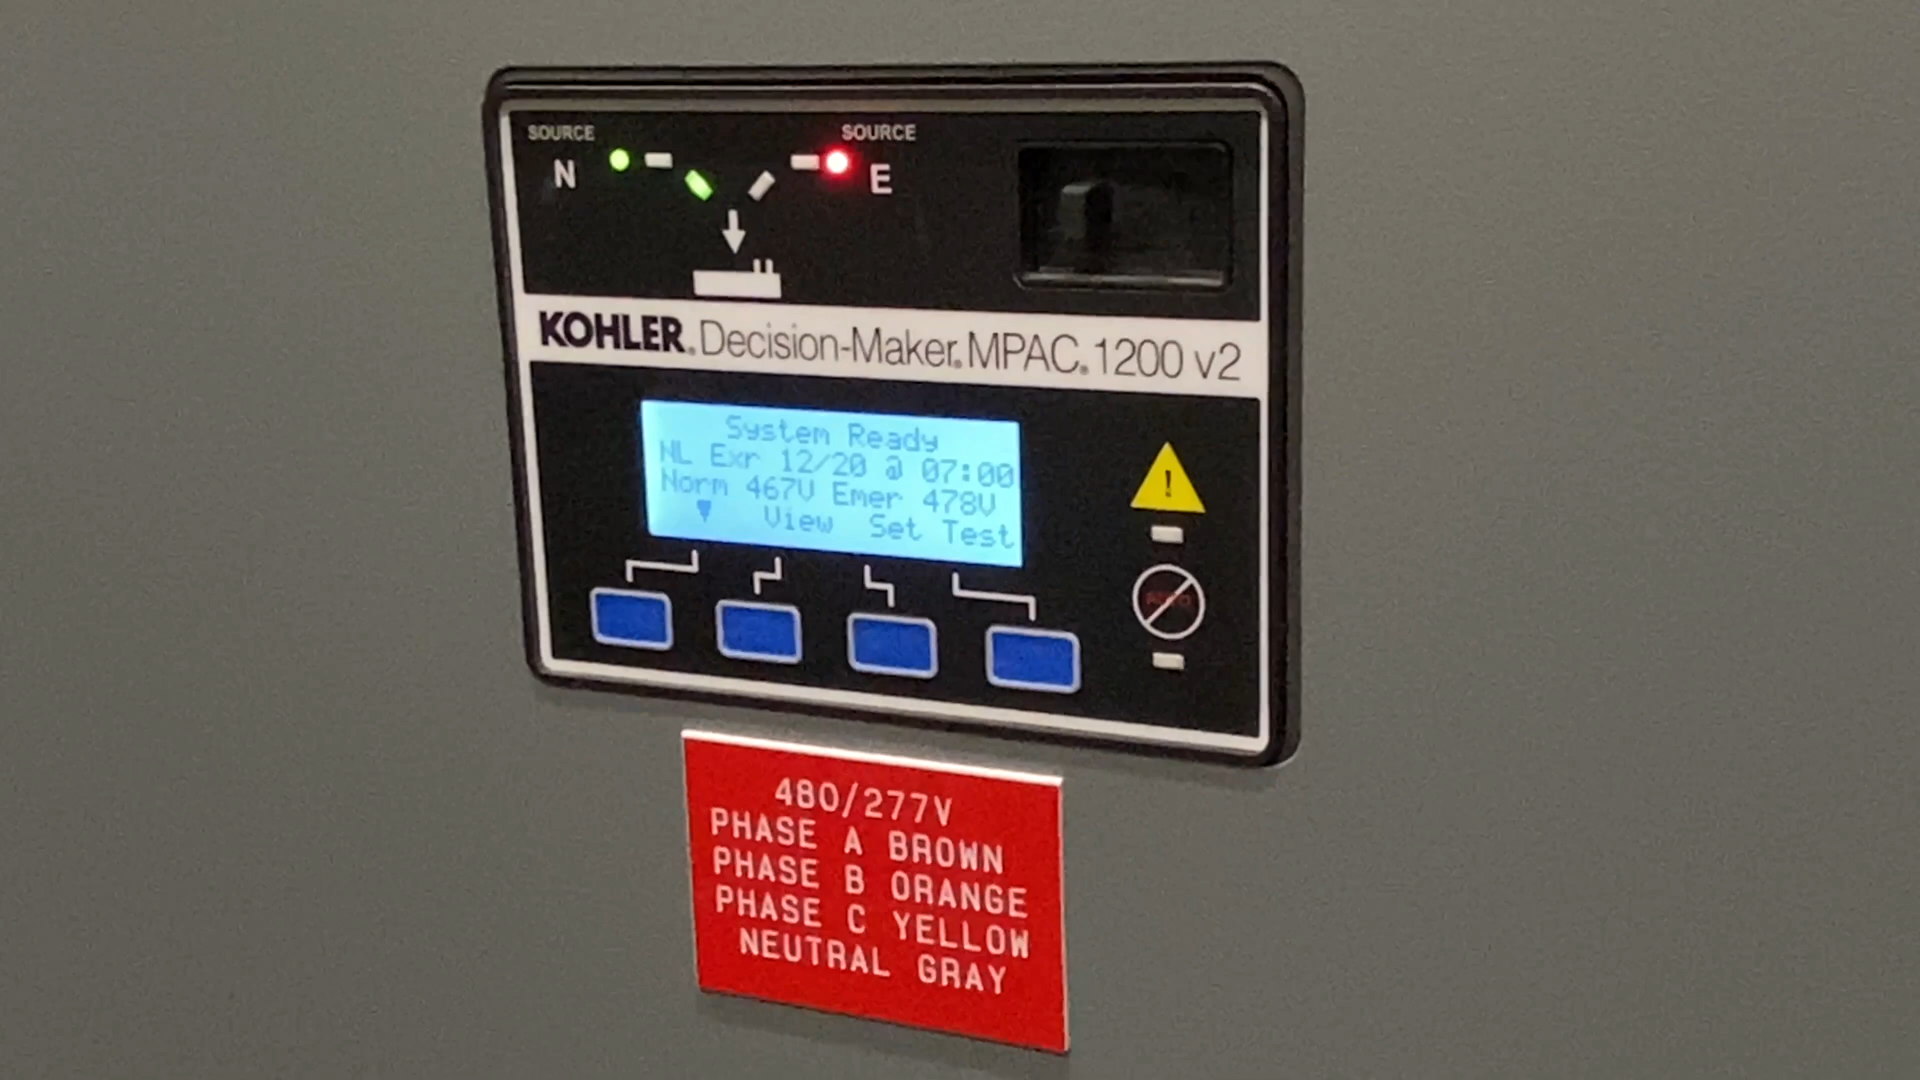 SOURCE
N
SOURCE
E
KOHLER. Decision-Maker. MPAC. 1200 v2
System Ready
NL Exr 12/20 @ 07:00
Norm 467V Emer 478V
View Set Test
!
AUTO
480/277V
PHASE A BROWN
PHASE B ORANGE
PHASE C YELLOW
NEUTRAL GRAY